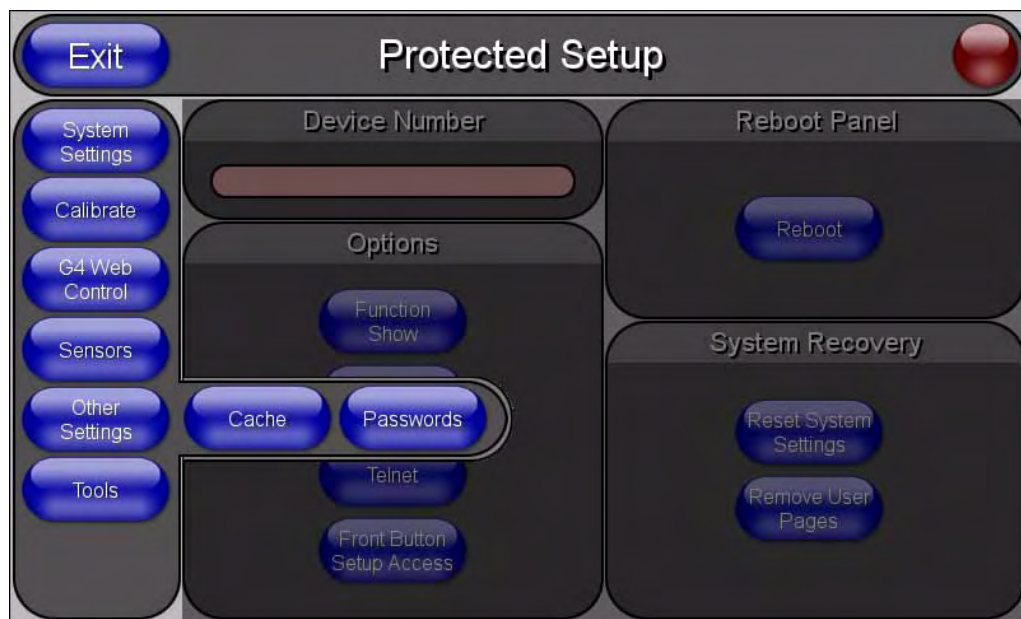 Exit
Protected Setup
System
Settings
Calibrate
G4 Web
Control
Sensors
Other
Settings
Tools
Device Number
Options
Function
Show
Cache
Passwords
Telnet
Front Button
Setup Access
Reboot Panel
Reboot
System Recovery
Reset System
Settings
Remove User
Pages